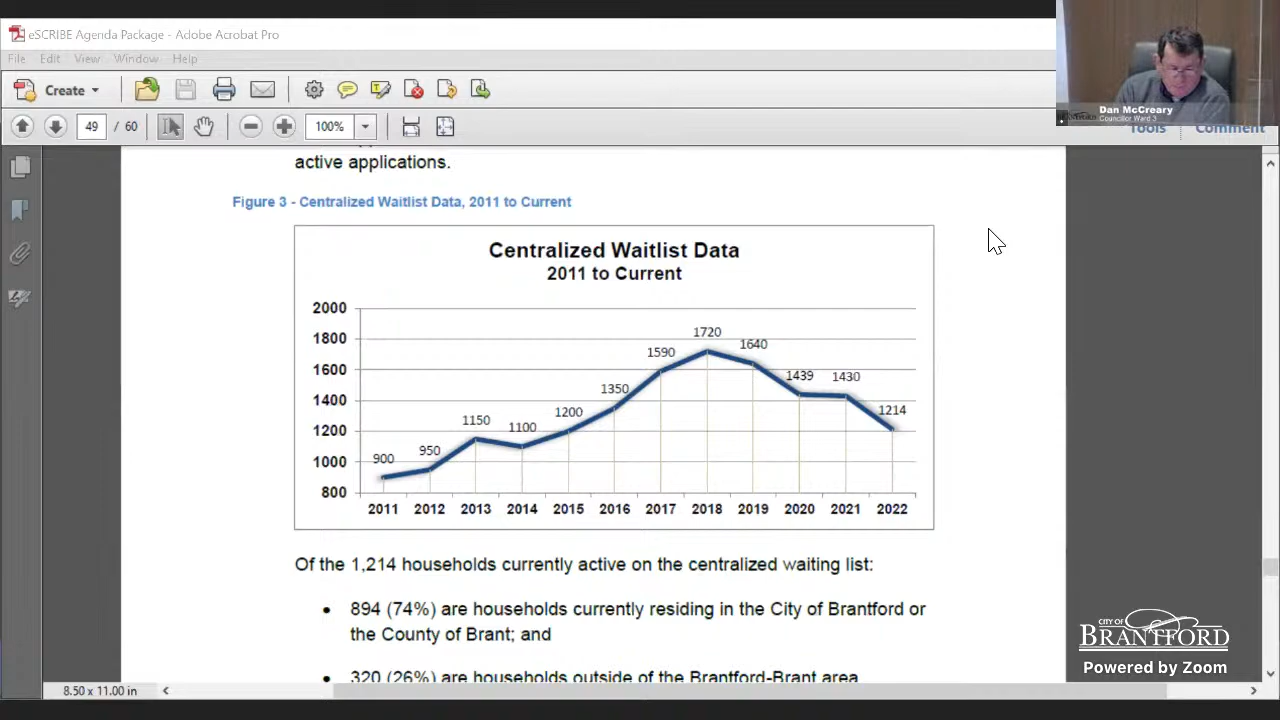 eSCRIBE Agenda Package - Adobe Acrobat Pro
File Edit View Window Help
Create
49 / 60 100%
Dan McCreary
Councillor Ward 3
Tools Comment
active applications.
Figure 3 - Centralized Waitlist Data, 2011 to Current
Centralized Waitlist Data
2011 to Current
2000
1800
1600
1400
1200
1000
800
900 950 1150 1100 1200 1350 1590 1720 1640 1439 1430 1214
2011 2012 2013 2014 2015 2016 2017 2018 2019 2020 2021 2022
Of the 1,214 households currently active on the centralized waiting list:
• 894 (74%) are households currently residing in the City of Brantford or
the County of Brant; and
• 320 (26%) are households outside of the Brantford-Brant area
8.50 x 11.00 in
CITY OF
BRANTFORD
Powered by Zoom